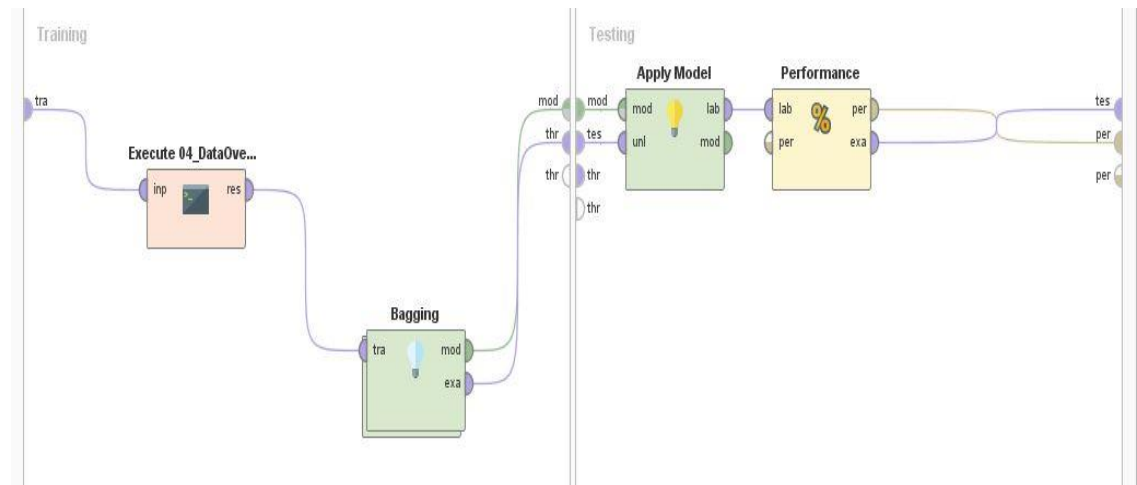 Training
tra
Execute 04_DataOve...
inp
res
Bagging
tra
mod
exa
mod
thr
thr
Testing
mod
tes
thr
thr
Apply Model
mod
lab
unl
mod
Performance
%
lab
per
per
exa
tes
per
per